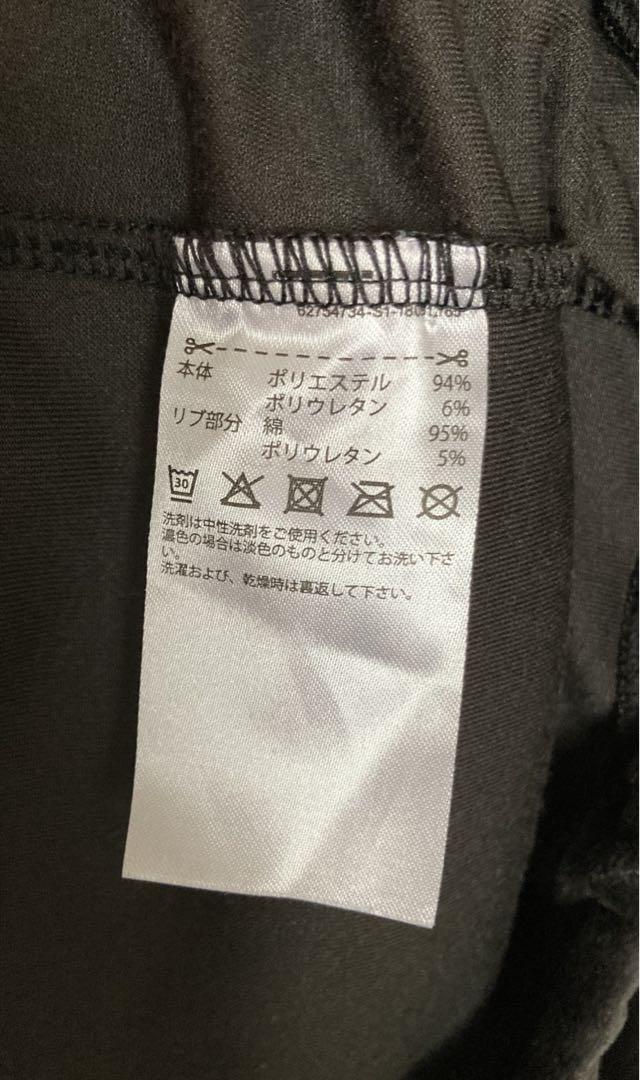 本体 ポリエステル 94%
ポリウレタン 6%
リブ部分 綿 95%
ポリウレタン 5%
30
洗剤は中性洗剤をご使用ください。
濃色の場合は淡色のものと分けてお洗い下さ
い。
洗濯および、乾燥時は裏返して下さい。